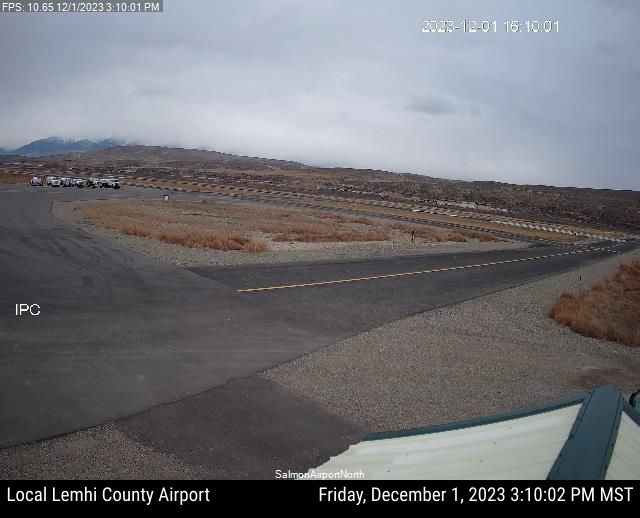 FPS: 10.65 12/1/2023 3:10:01 PM
2023-12-01 16:10:01
IPC
SalmonAirportNorth
Local Lemhi County Airport
Friday, December 1, 2023 3:10:02 PM MST